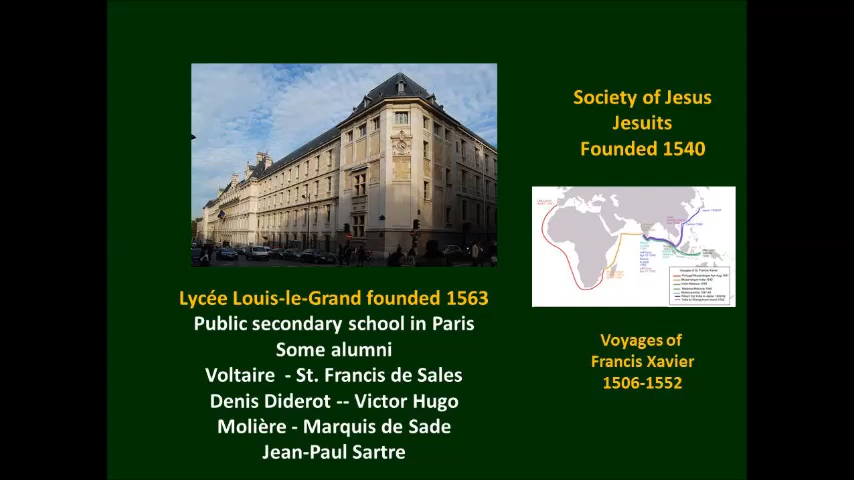 Lycée Louis-le-Grand founded 1563
Public secondary school in Paris
Some alumni
Voltaire  - St. Francis de Sales
Denis Diderot -- Victor Hugo
Molière - Marquis de Sade
Jean-Paul Sartre
Society of Jesus
Jesuits
Founded 1540
Voyages of
Francis Xavier
1506-1552